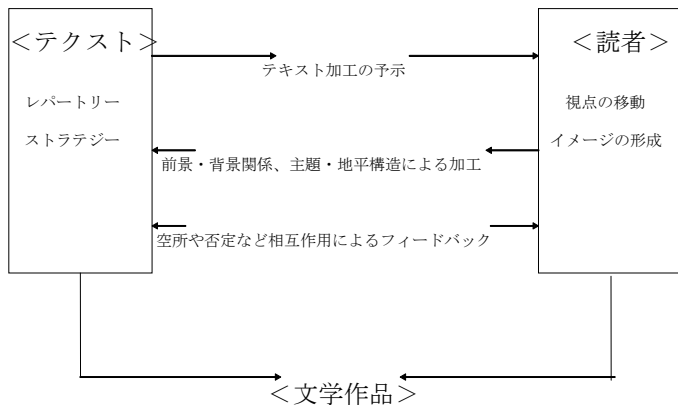 ＜テクスト＞
＜読者＞
テキスト加工の予示
レパートリー
視点の移動
ストラテジー
イメージの形成
前景・背景関係、主題・地平構造による加工
空所や否定など相互作用によるフィードバック
＜文学作品＞